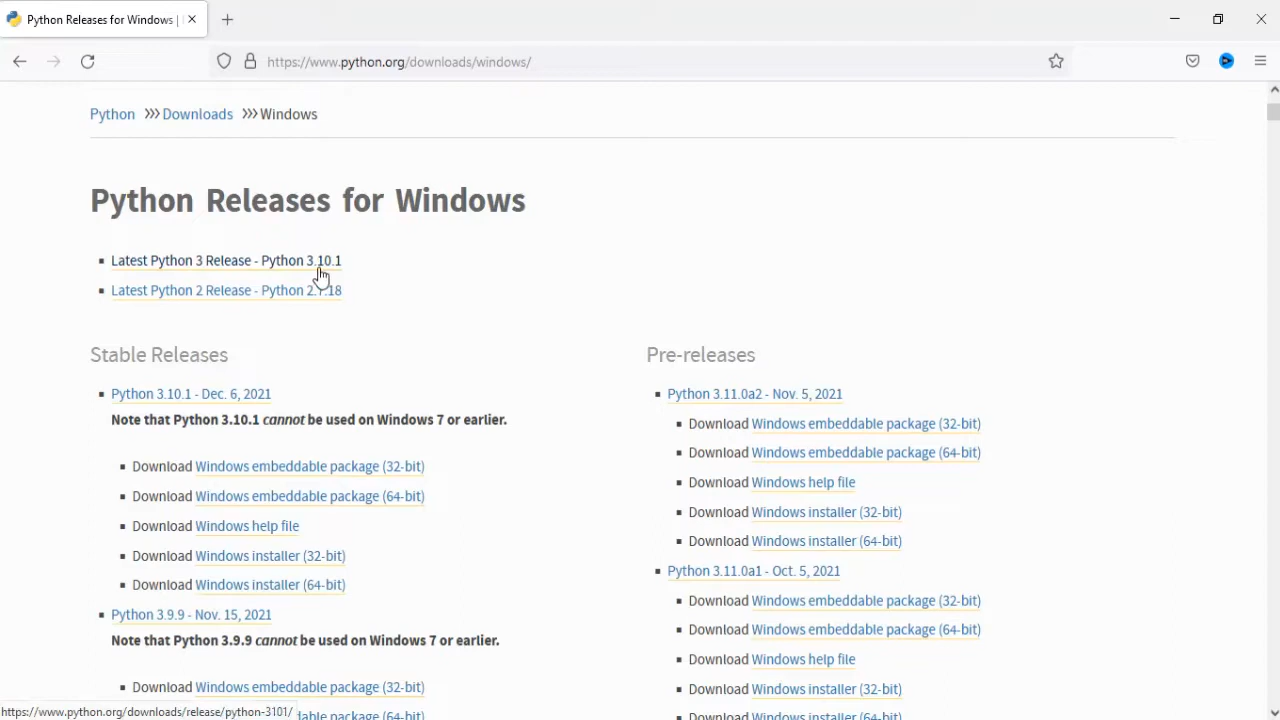 Python Releases for Windows |
https://www.python.org/downloads/windows/
Python >>> Downloads >>> Windows
Python Releases for Windows
Latest Python 3 Release - Python 3.10.1
Latest Python 2 Release - Python 2.7.18
Stable Releases
Python 3.10.1 - Dec. 6, 2021
Note that Python 3.10.1 cannot be used on Windows 7 or earlier.
Download Windows embeddable package (32-bit)
Download Windows embeddable package (64-bit)
Download Windows help file
Download Windows installer (32-bit)
Download Windows installer (64-bit)
Python 3.9.9 - Nov. 15, 2021
Note that Python 3.9.9 cannot be used on Windows 7 or earlier.
Download Windows embeddable package (32-bit)
dable package (64-bit)
Pre-releases
Python 3.11.0a2 - Nov. 5, 2021
Download Windows embeddable package (32-bit)
Download Windows embeddable package (64-bit)
Download Windows help file
Download Windows installer (32-bit)
Download Windows installer (64-bit)
Python 3.11.0a1 - Oct. 5, 2021
Download Windows embeddable package (32-bit)
Download Windows embeddable package (64-bit)
Download Windows help file
Download Windows installer (32-bit)
Download Windows installer (64-bit)
https://www.python.org/downloads/release/python-3101/